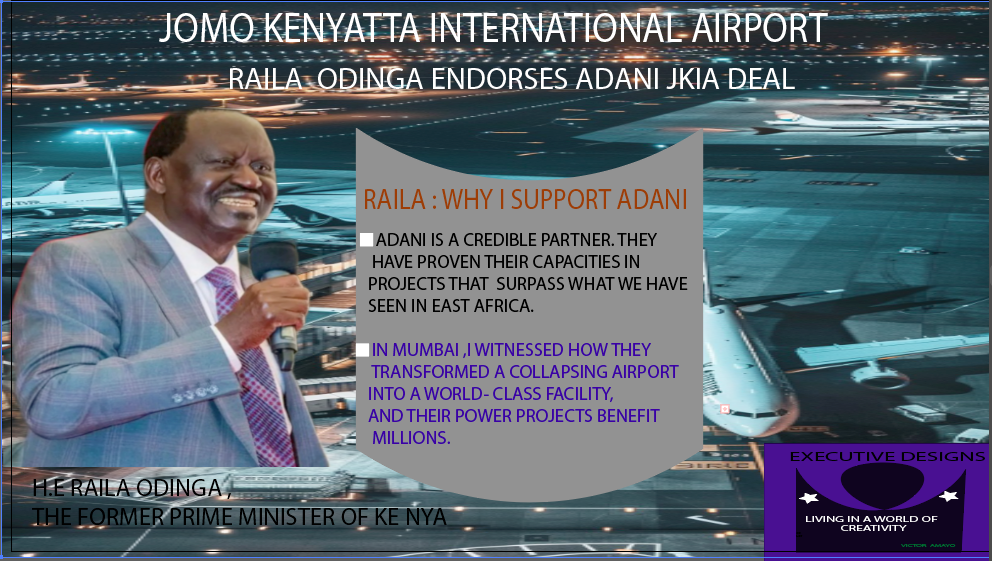 JOMO KENYATTA INTERNATIONAL AIRPORT
RAILA ODINGA ENDORSES ADANI JKIA DEAL
RAILA : WHY I SUPPORT ADANI
ADANI IS A CREDIBLE PARTNER. THEY
HAVE PROVEN THEIR CAPACITIES IN
PROJECTS THAT SURPASS WHAT WE HAVE
SEEN IN EAST AFRICA.
IN MUMBAI ,I WITNESSED HOW THEY
TRANSFORMED A COLLAPSING AIRPORT
INTO A WORLD- CLASS FACILITY,
AND THEIR POWER PROJECTS BENEFIT
MILLIONS.
H.E RAILA ODINGA ,
THE FORMER PRIME MINISTER OF KE NYA
EXECUTIVE DESIGNS
LIVING IN A WORLD OF
CREATIVITY
VICTOR AMAYO